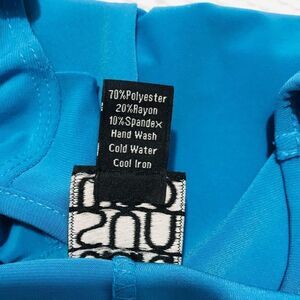 70%Polyester
20%Rayon
10%Spandex
Hand Wash
Cold Water
Cool Iron